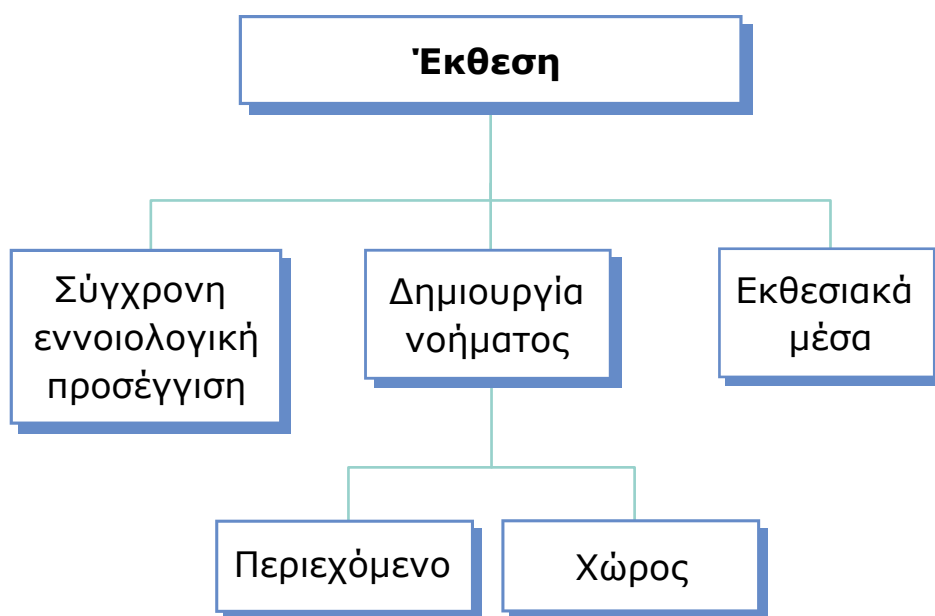 Έκθεση
Σύγχρονη
εννοιολογική
προσέγγιση
Δημιουργία
νοήματος
Εκθεσιακά
μέσα
Περιεχόμενο
Χώρος